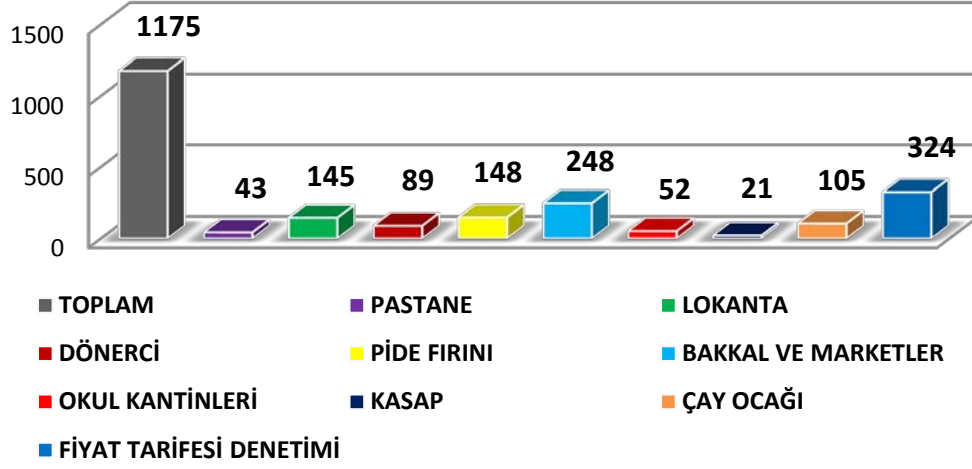 1500
1000
500
0
1175
43
145
89
148
248
52
21
105
324
TOPLAM
PASTANE
LOKANTA
DÖNERCİ
PİDE FIRINI
BAKKAL VE MARKETLER
OKUL KANTİNLERİ
KASAP
ÇAY OCAĞI
FİYAT TARİFESİ DENETİMİ